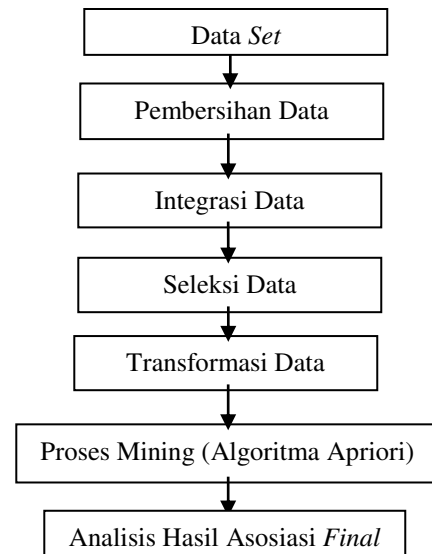 Data Set
Pembersihan Data
Integrasi Data
Seleksi Data
Transformasi Data
Proses Mining (Algoritma Apriori)
Analisis Hasil Asosiasi Final